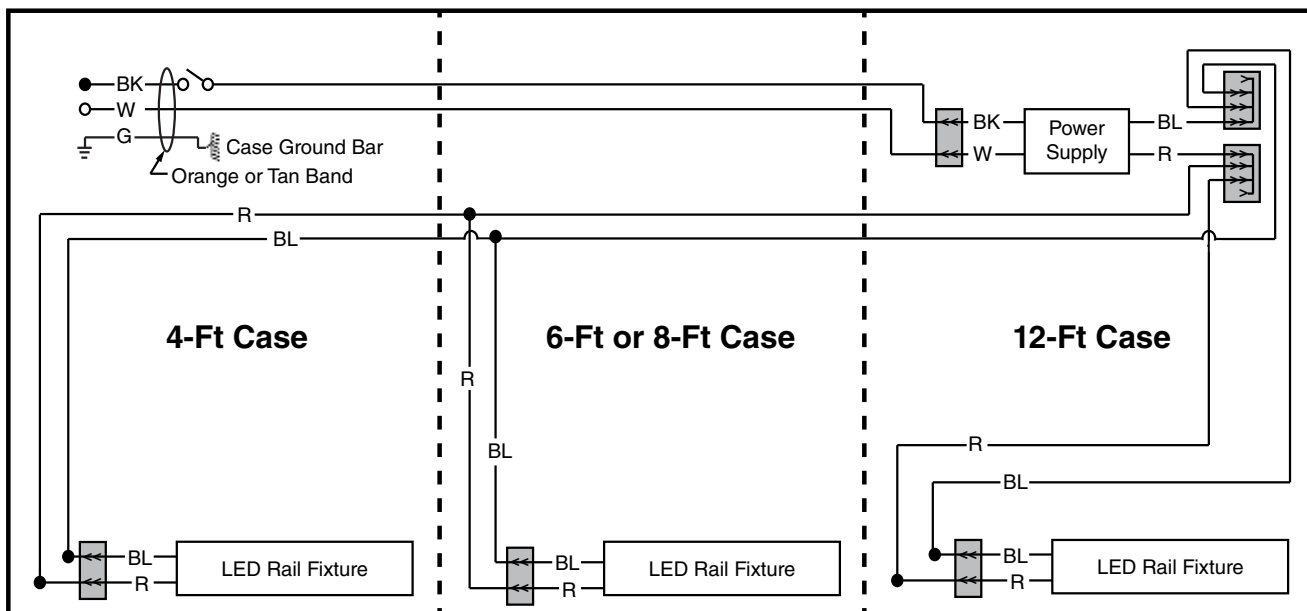 BK
W
G
Case Ground Bar
Orange or Tan Band
BK
W
Power
Supply
BL
R
R
BL
4-Ft Case
6-Ft or 8-Ft Case
12-Ft Case
R
BL
R
BL
BL
R
LED Rail Fixture
BL
R
LED Rail Fixture
BL
R
LED Rail Fixture